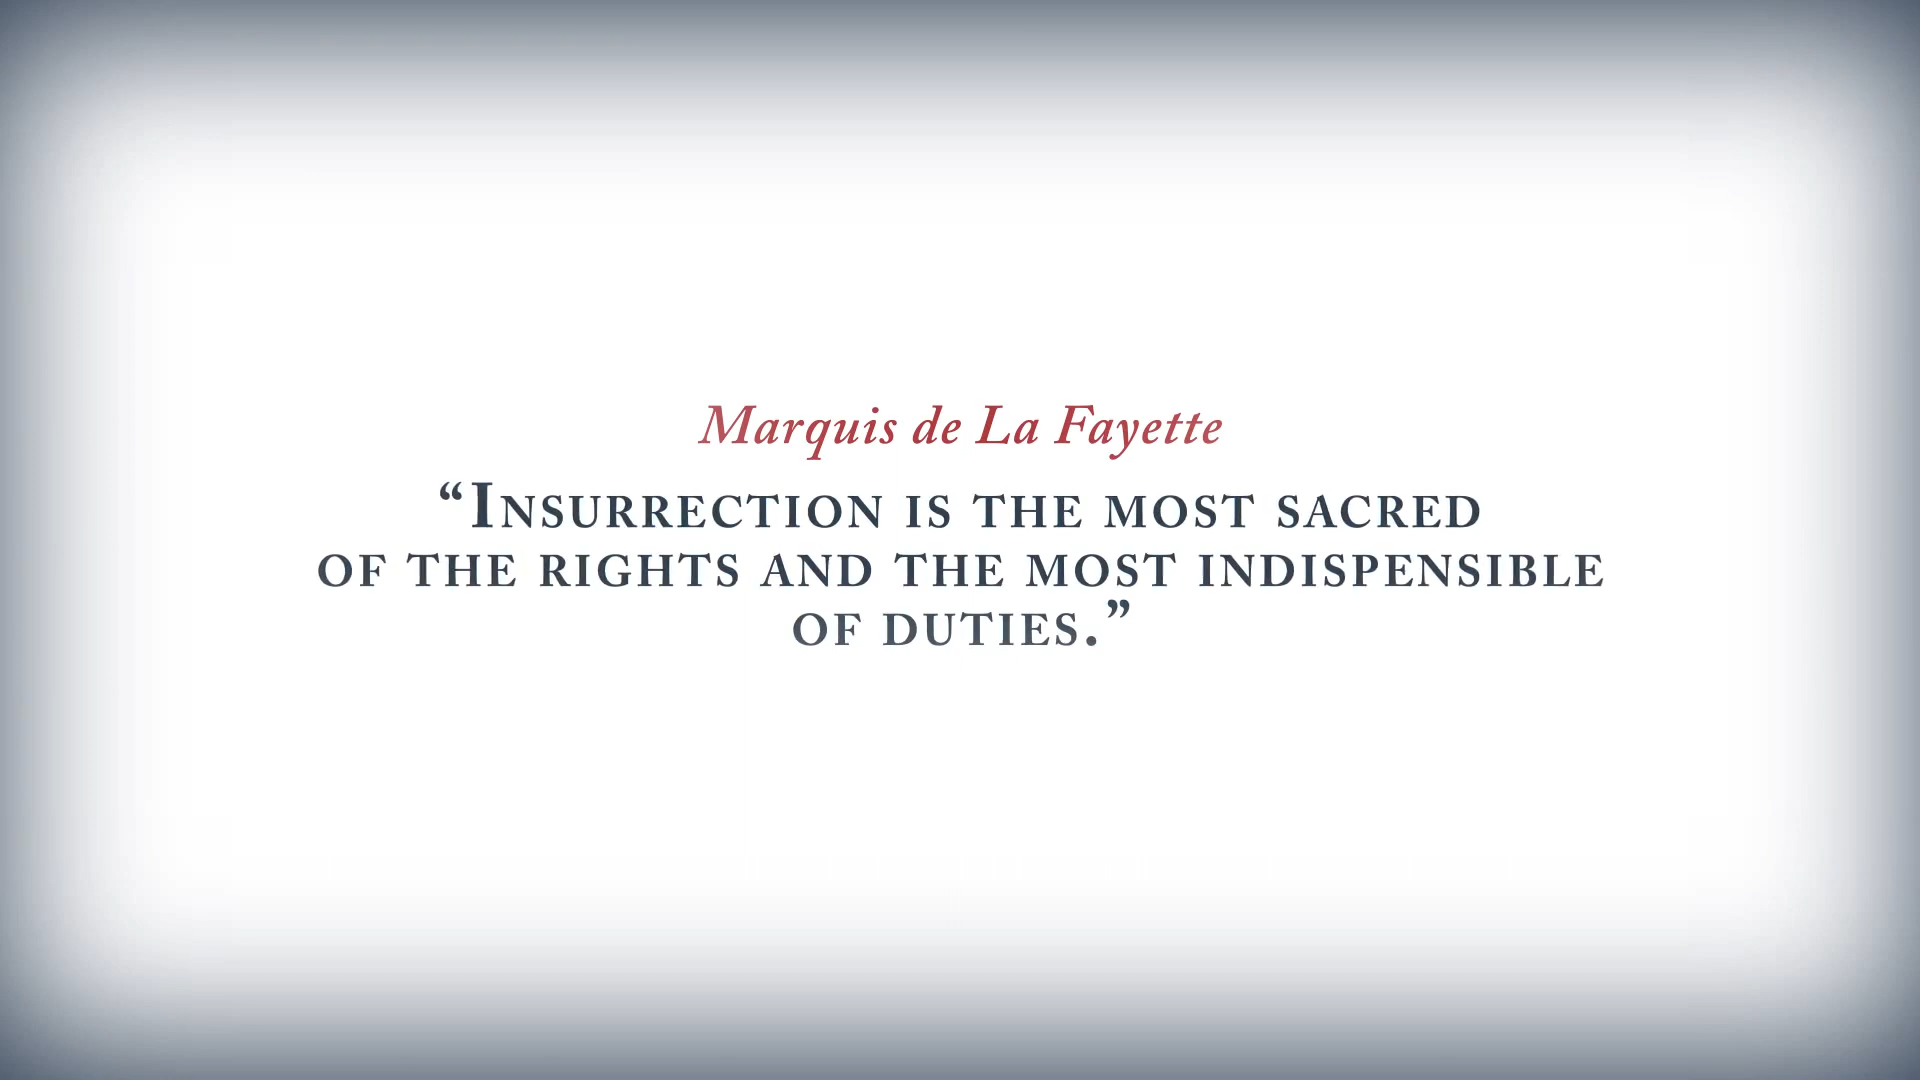 Marquis de La Fayette
“Insurrection is the most sacred
of the rights and the most indispensible
of duties.”